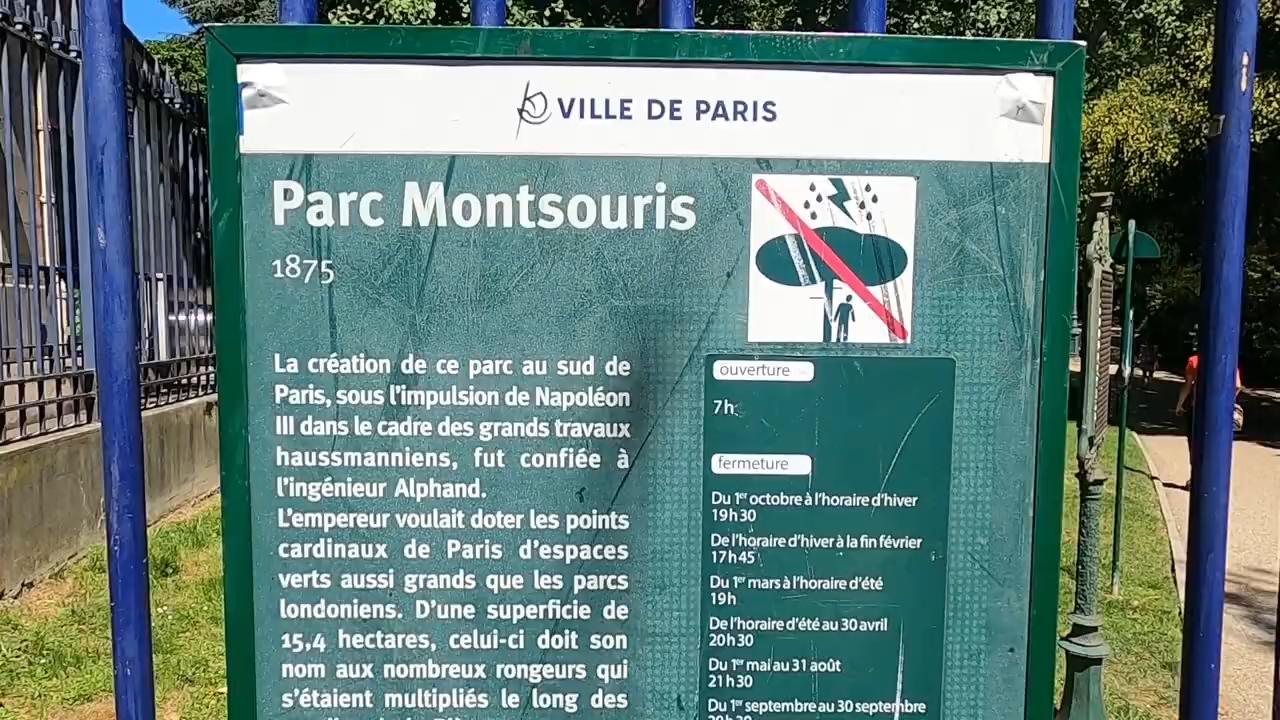 VILLE DE PARIS
Parc Montsouris
1875
La création de ce parc au sud de
Paris, sous l'impulsion de Napoléon
III dans le cadre des grands travaux
haussmanniens, fut confiée à
l'ingénieur Alphand.
L'empereur voulait doter les points
cardinaux de Paris d'espaces
verts aussi grands que les parcs
londoniens. D'une superficie de
15,4 hectares, celui-ci doit son
nom aux nombreux rongeurs qui
s'étaient multipliés le long des
ouverture
7h
fermeture
Du 1er octobre à l'horaire d'hiver
19h30
De l'horaire d'hiver à la fin février
17h45
Du 1er mars à l'horaire d'été
19h
De l'horaire d'été au 30 avril
20h30
Du 1er mai au 31 août
21h30
Du 1er septembre au 30 septembre